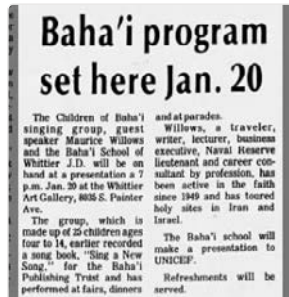 Baha'i program
set here Jan. 20
The Children of Baha'i
singing group, guest
speaker Maurice Willows
and the Baha'i School of
Whittier J.D. will be on
hand at a presentation a 7
p.m. Jan. 20 at the Whittier
Art Gallery, 8035 S. Painter
Ave.
The group, which is
made up of 25 children ages
four to 14, earlier recorded
a song book, "Sing a New
Song," for the Baha'i
Publishing Trust and has
performed at fairs, dinners
and at parades.
Willows, a traveler,
writer, lecturer, business
executive, Naval Reserve
lieutenant and career con-
sultant by profession, has
been active in the faith
since 1949 and has toured
holy sites in Iran and
Israel.
The Baha'i school will
make a presentation to
UNICEF.
Refreshments will be
served.